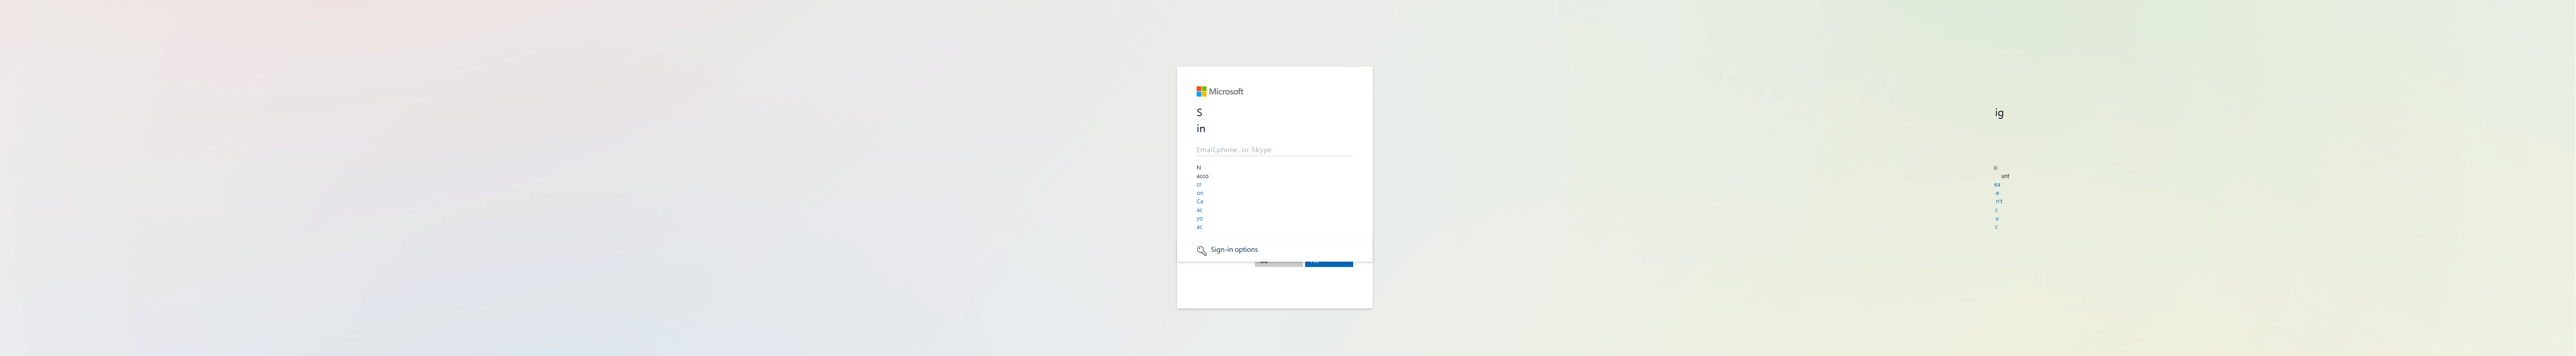 Microsoft
S ig
in
Email,phone, or Skype
N o
acco unt
cr ea
on e
Ca n't
ac c
yo u
ac c
Sign-in options